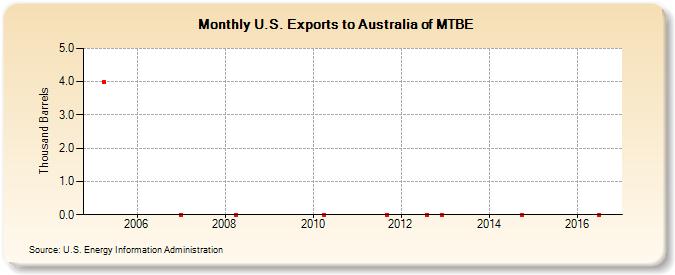 Monthly U.S. Exports to Australia of MTBE
Thousand Barrels
5.0
4.0
3.0
2.0
1.0
0.0
2006 2008 2010 2012 2014 2016
Source: U.S. Energy Information Administration